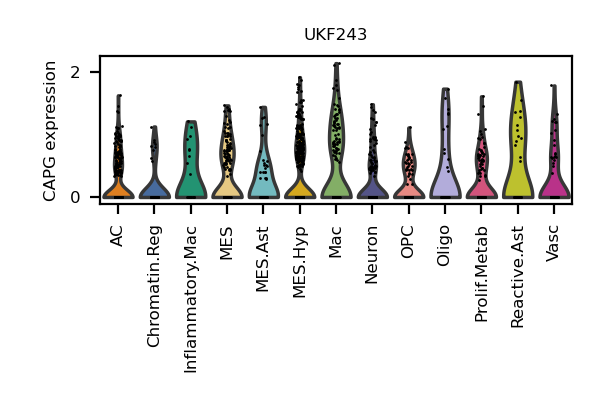 UKF243
CAPG expression
2
0
AC
Chromatin.Reg
Inflammatory.Mac
MES
MES.Ast
MES.Hyp
Mac
Neuron
OPC
Oligo
Prolif.Metab
Reactive.Ast
Vasc